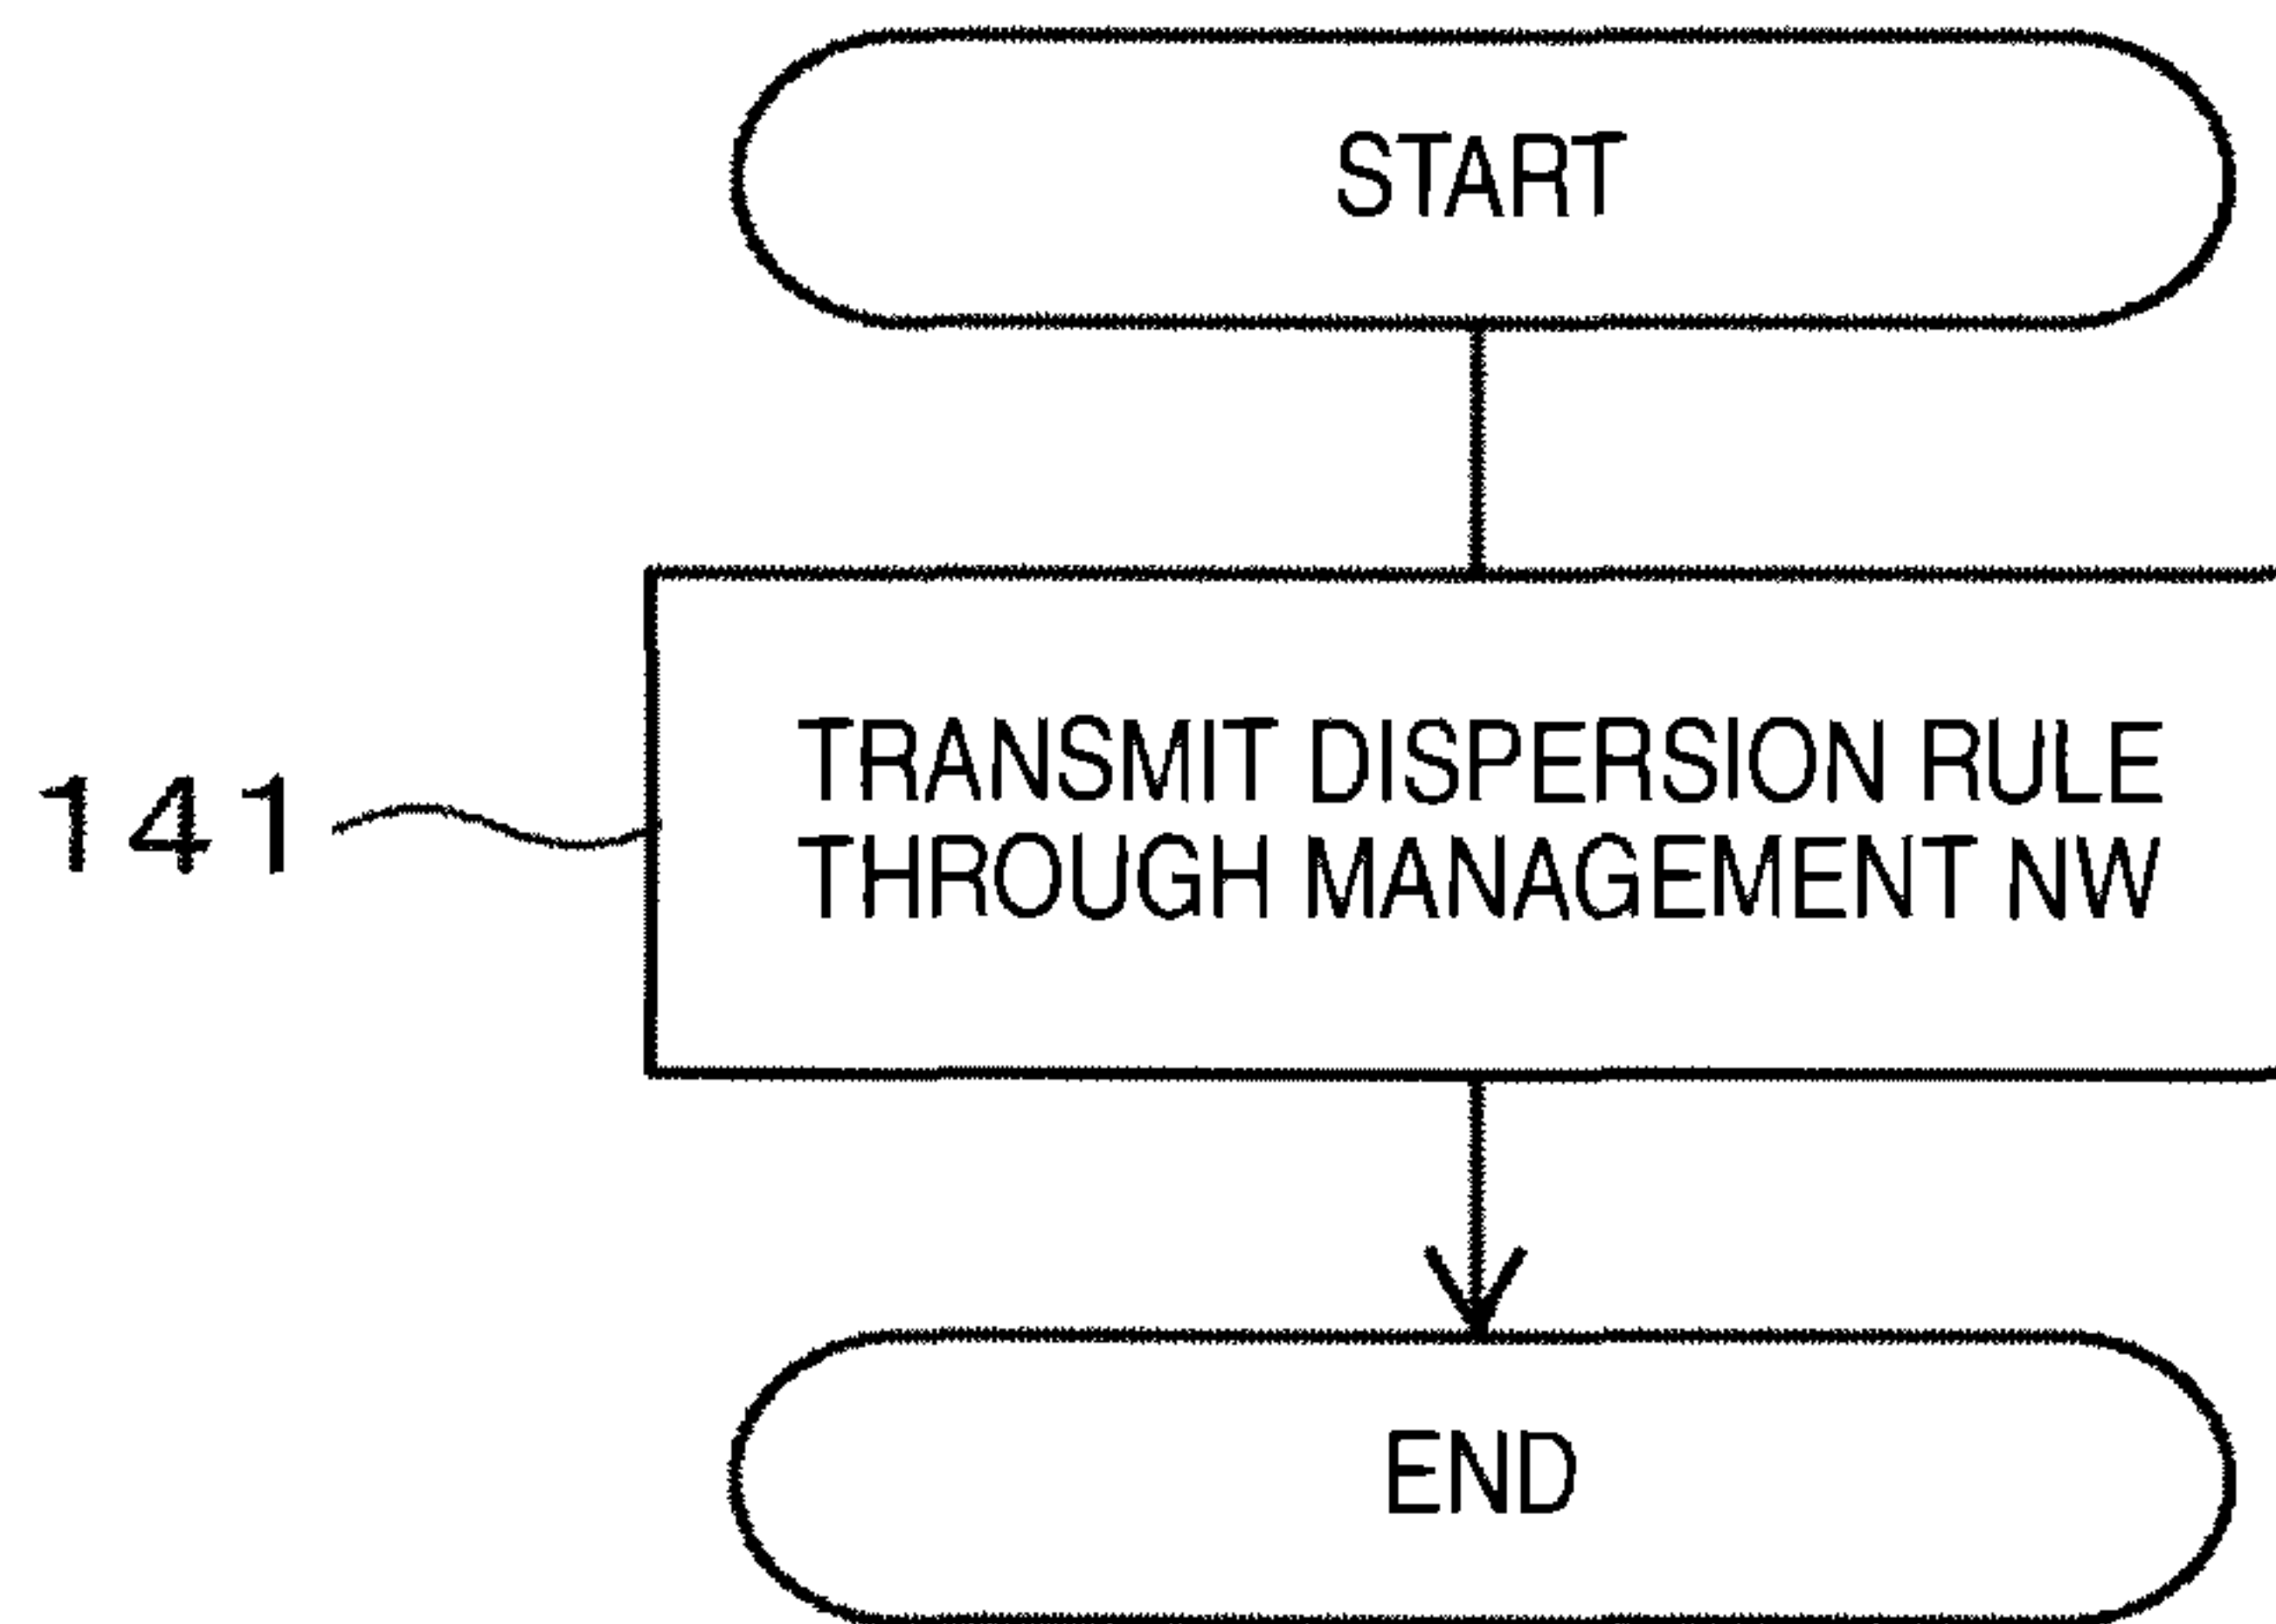 START
TRANSMIT DISPERSION RULE
THROUGH MANAGEMENT NW
141
END